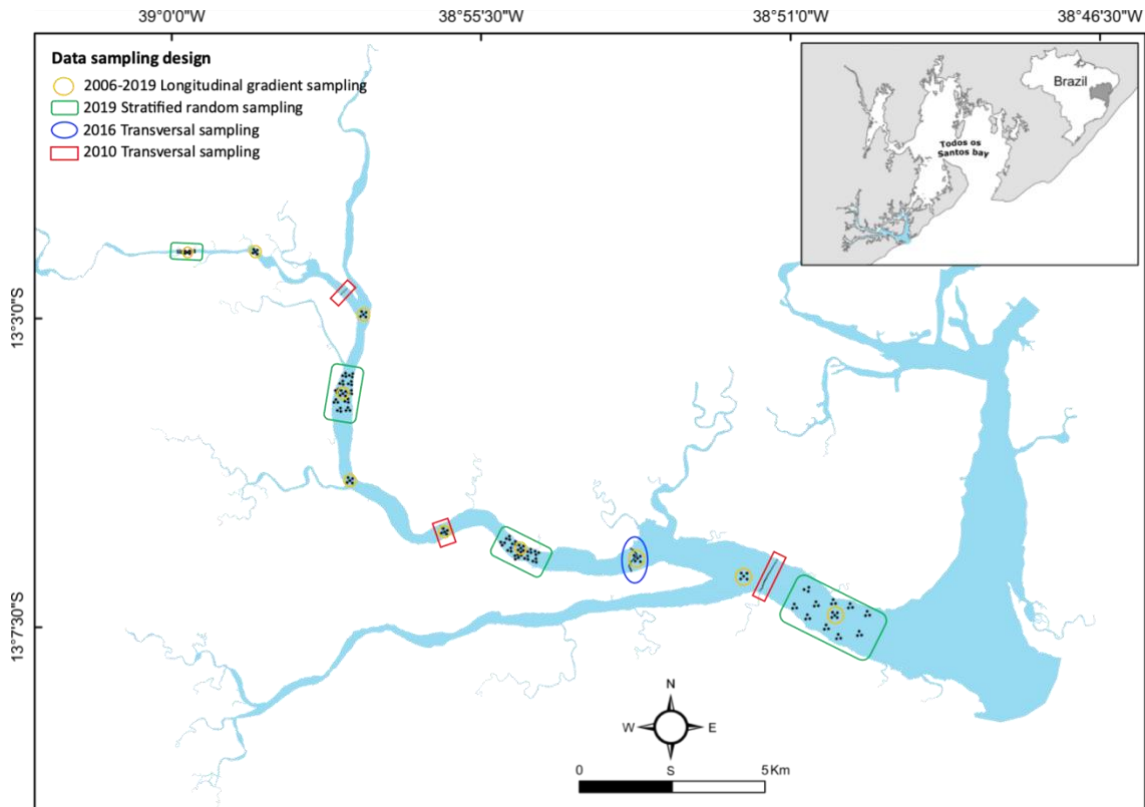 39°0'0"W
38°55'30"W
38°51'0"W
38°46'30"W
Data sampling design
2006-2019 Longitudinal gradient sampling
2019 Stratified random sampling
2016 Transversal sampling
2010 Transversal sampling
Brazil
Todos os
Santos bay
13°3'0"S
13°7'30"S
N
W
E
S
0
5Km